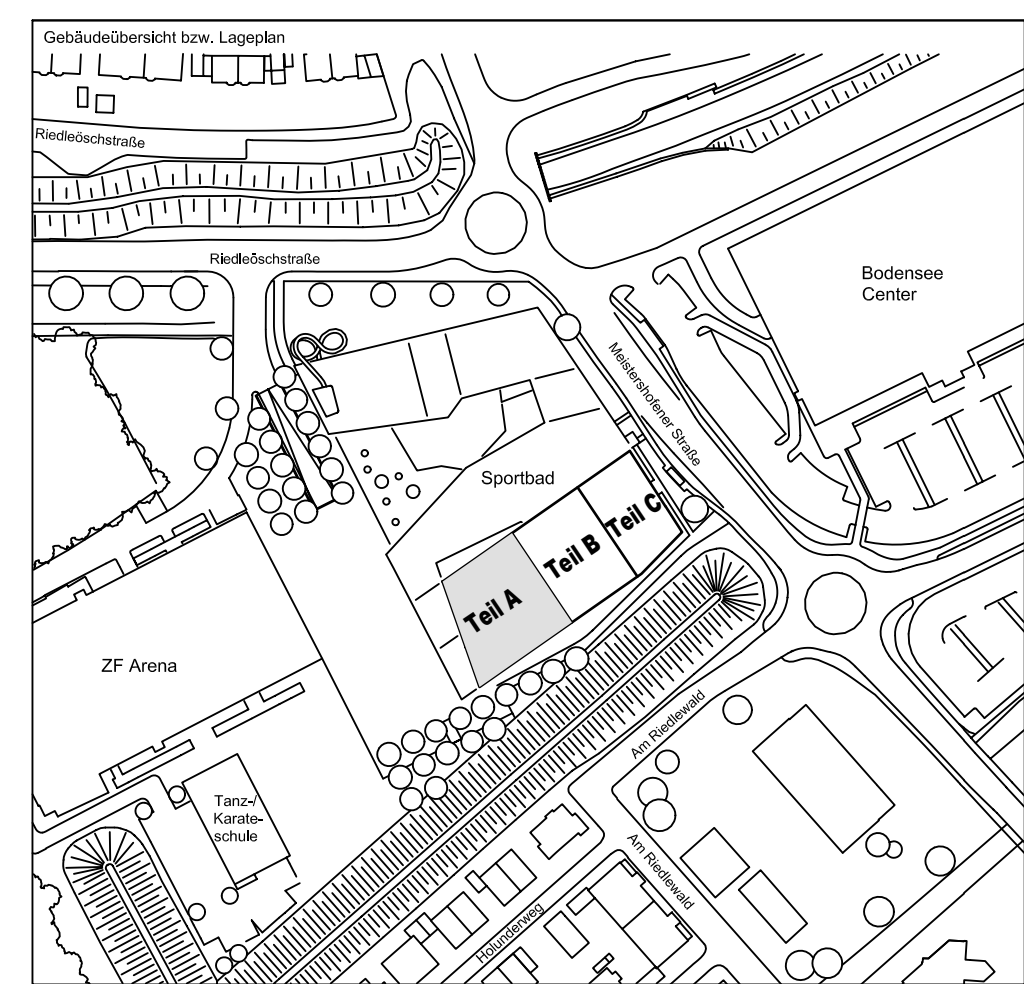 Gebäudeübersicht bzw. Lageplan
Riedleöschstraße
Riedleöschstraße
Bodensee
Center
Meistershofener Straße
Sportbad
Teil C
Teil B
Teil A
ZF Arena
Am Riedlewald
Tanz-/
Karate-
schule
Am Riedlewald
Holunderweg